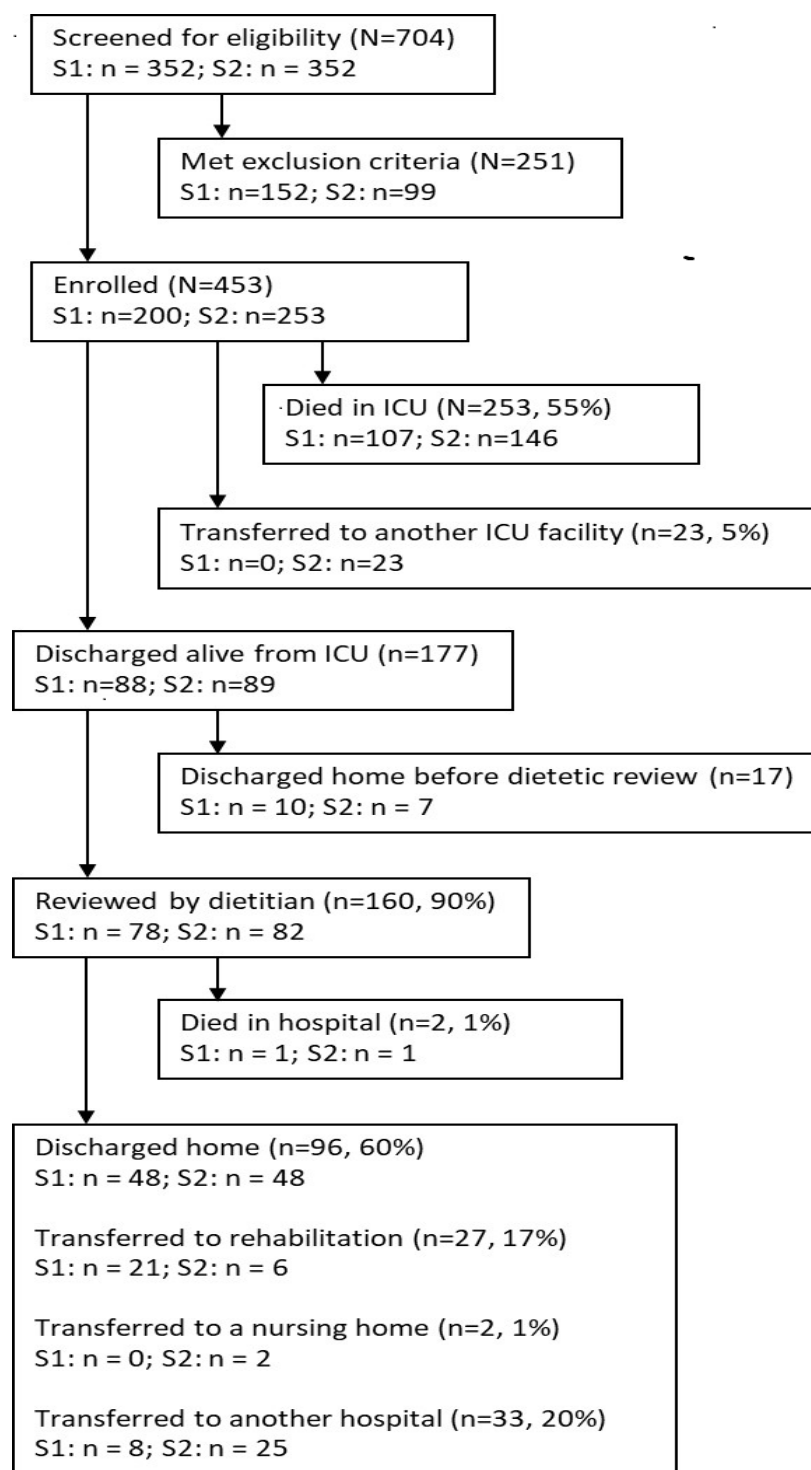 Screened for eligibility (N=704)
S1: n = 352; S2: n = 352
Met exclusion criteria (N=251)
S1: n=152; S2: n=99
Enrolled (N=453)
S1: n=200; S2: n=253
Died in ICU (N=253, 55%)
S1: n=107; S2: n=146
Transferred to another ICU facility (n=23, 5%)
S1: n=0; S2: n=23
Discharged alive from ICU (n=177)
S1: n=88; S2: n=89
Discharged home before dietetic review (n=17)
S1: n = 10; S2: n = 7
Reviewed by dietitian (n=160, 90%)
S1: n = 78; S2: n = 82
Died in hospital (n=2, 1%)
S1: n = 1; S2: n = 1
Discharged home (n=96, 60%)
S1: n = 48; S2: n = 48
Transferred to rehabilitation (n=27, 17%)
S1: n = 21; S2: n = 6
Transferred to a nursing home (n=2, 1%)
S1: n = 0; S2: n = 2
Transferred to another hospital (n=33, 20%)
S1: n = 8; S2: n = 25